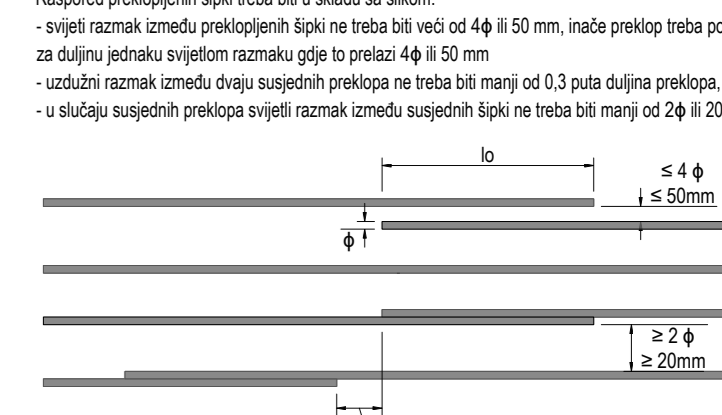 Raspored preklopljenih šipki treba biti u skladu sa slikom:
- svijeti razmak između preklopljenih šipki ne treba biti veći od 4ϕ ili 50 mm, inače preklop treba po
za duljinu jednaku svijetlom razmaku gdje to prelazi 4ϕ ili 50 mm
- uzdužni razmak između dvaju susjednih preklopa ne treba biti manji od 0,3 puta duljina preklopa,
- u slučaju susjednih preklopa svijetli razmak između susjednih šipki ne treba biti manji od 2ϕ ili 20
lo
≤ 4 ϕ
≤ 50mm
ϕ
≥ 2 ϕ
≥ 20mm